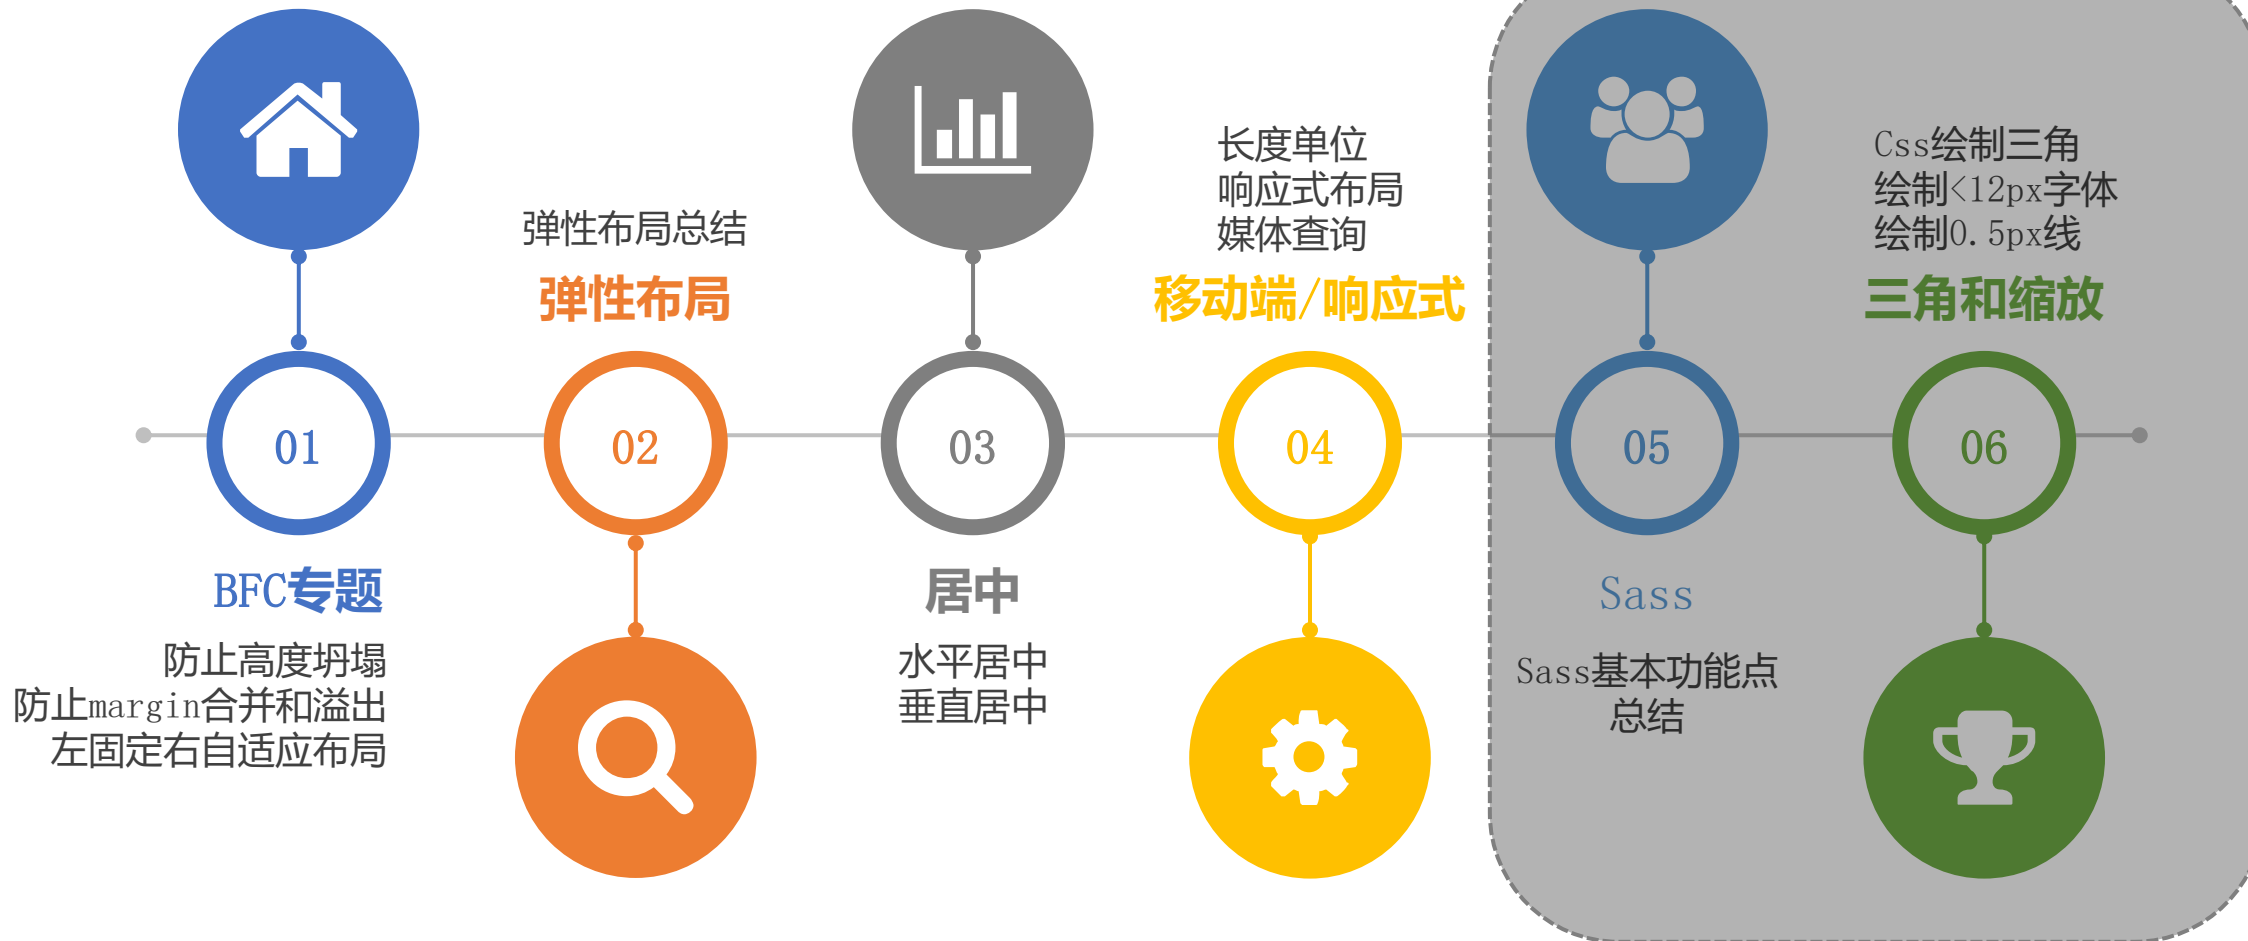 01
BFC专题
防止高度坍塌
防止margin合并和溢出
左固定右自适应布局
弹性布局总结
弹性布局
02
03
居中
水平居中
垂直居中
长度单位
响应式布局
媒体查询
移动端/响应式
04
05
Sass
Sass基本功能点
总结
Css绘制三角
绘制<12px字体
绘制0.5px线
三角和缩放
06